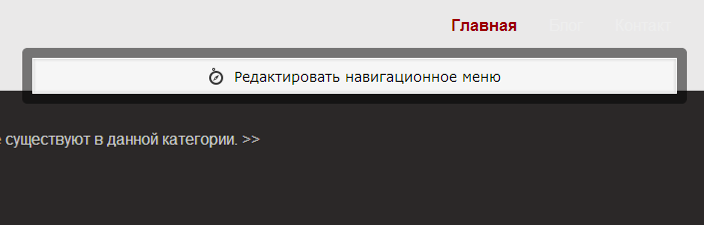 Главная Блог Контакт
Редактировать навигационное меню
существуют в данной категории. >>